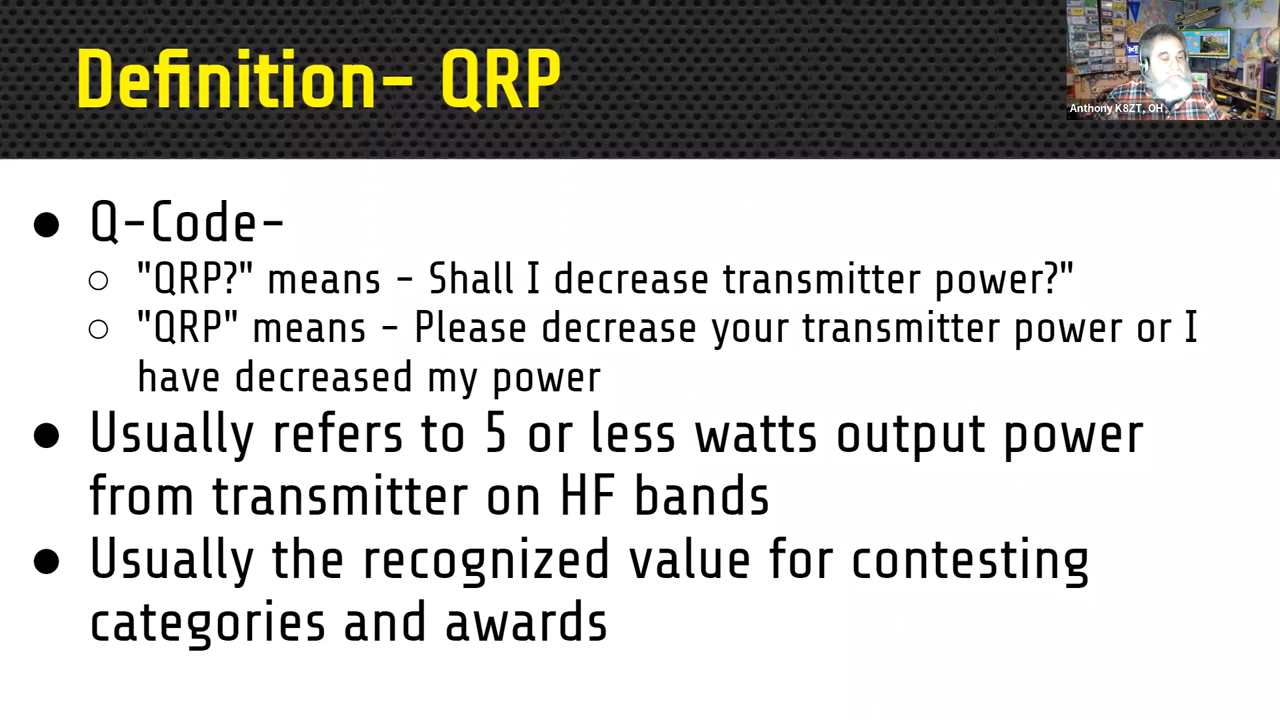 Definition- QRP
Anthony K8ZT, OH
● Q-Code-
○ "QRP?" means - Shall I decrease transmitter power?"
○ "QRP" means - Please decrease your transmitter power or I
have decreased my power
● Usually refers to 5 or less watts output power
from transmitter on HF bands
● Usually the recognized value for contesting
categories and awards